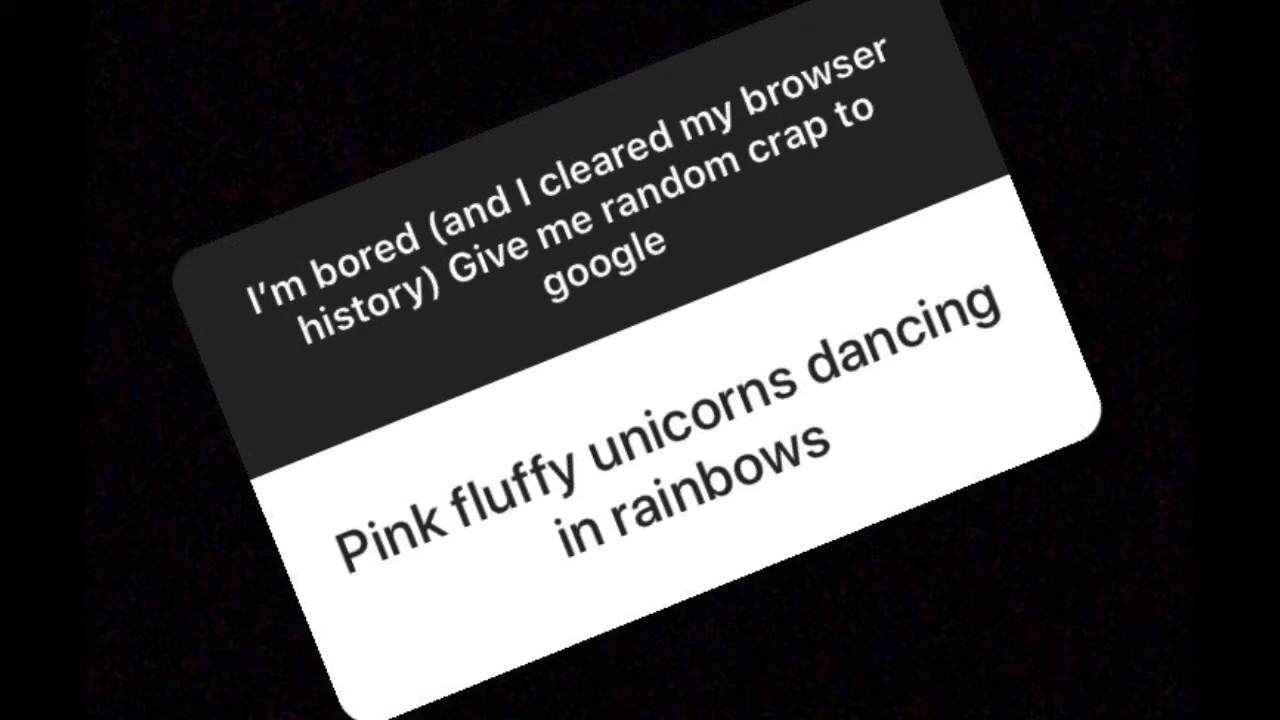 I'm bored (and I cleared my browser
history) Give me random crap to
google
Pink fluffy unicorns dancing
in rainbows